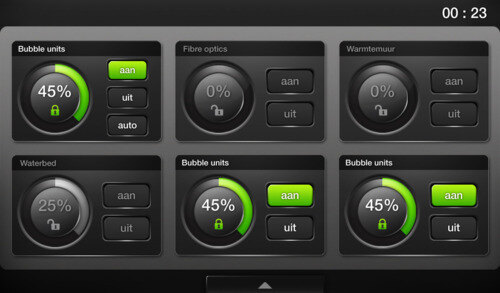 00 : 23
Bubble units
45%
aan
uit
auto
Fibre optics
0%
aan
uit
Warmtemuur
0%
aan
uit
Waterbed
25%
aan
uit
Bubble units
45%
aan
uit
Bubble units
45%
aan
uit